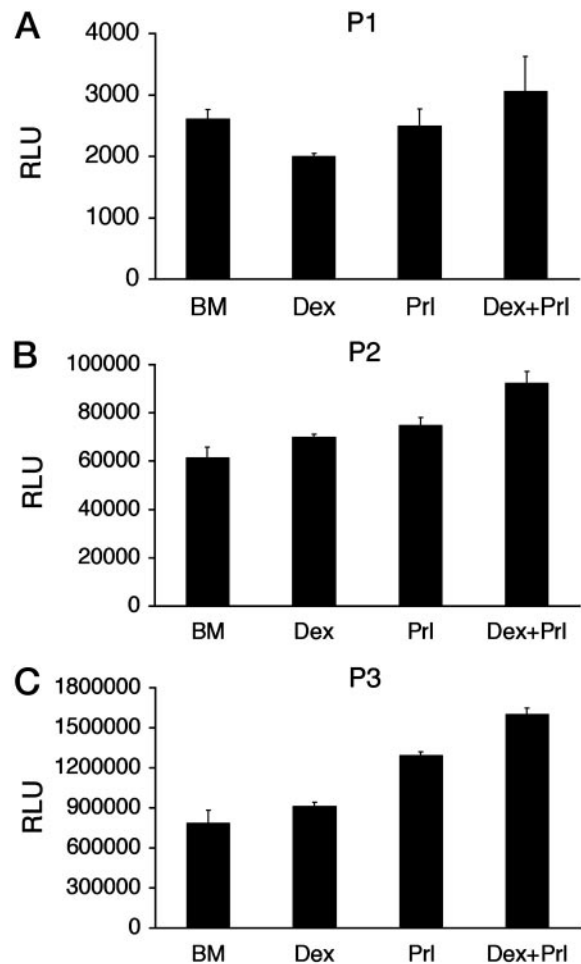 A P1
4000
3000
2000
1000
0
RLU
BM Dex Prl Dex+Prl
B P2
100000
80000
60000
40000
20000
0
RLU
BM Dex Prl Dex+Prl
C P3
1800000
1500000
1200000
900000
600000
300000
0
RLU
BM Dex Prl Dex+Prl